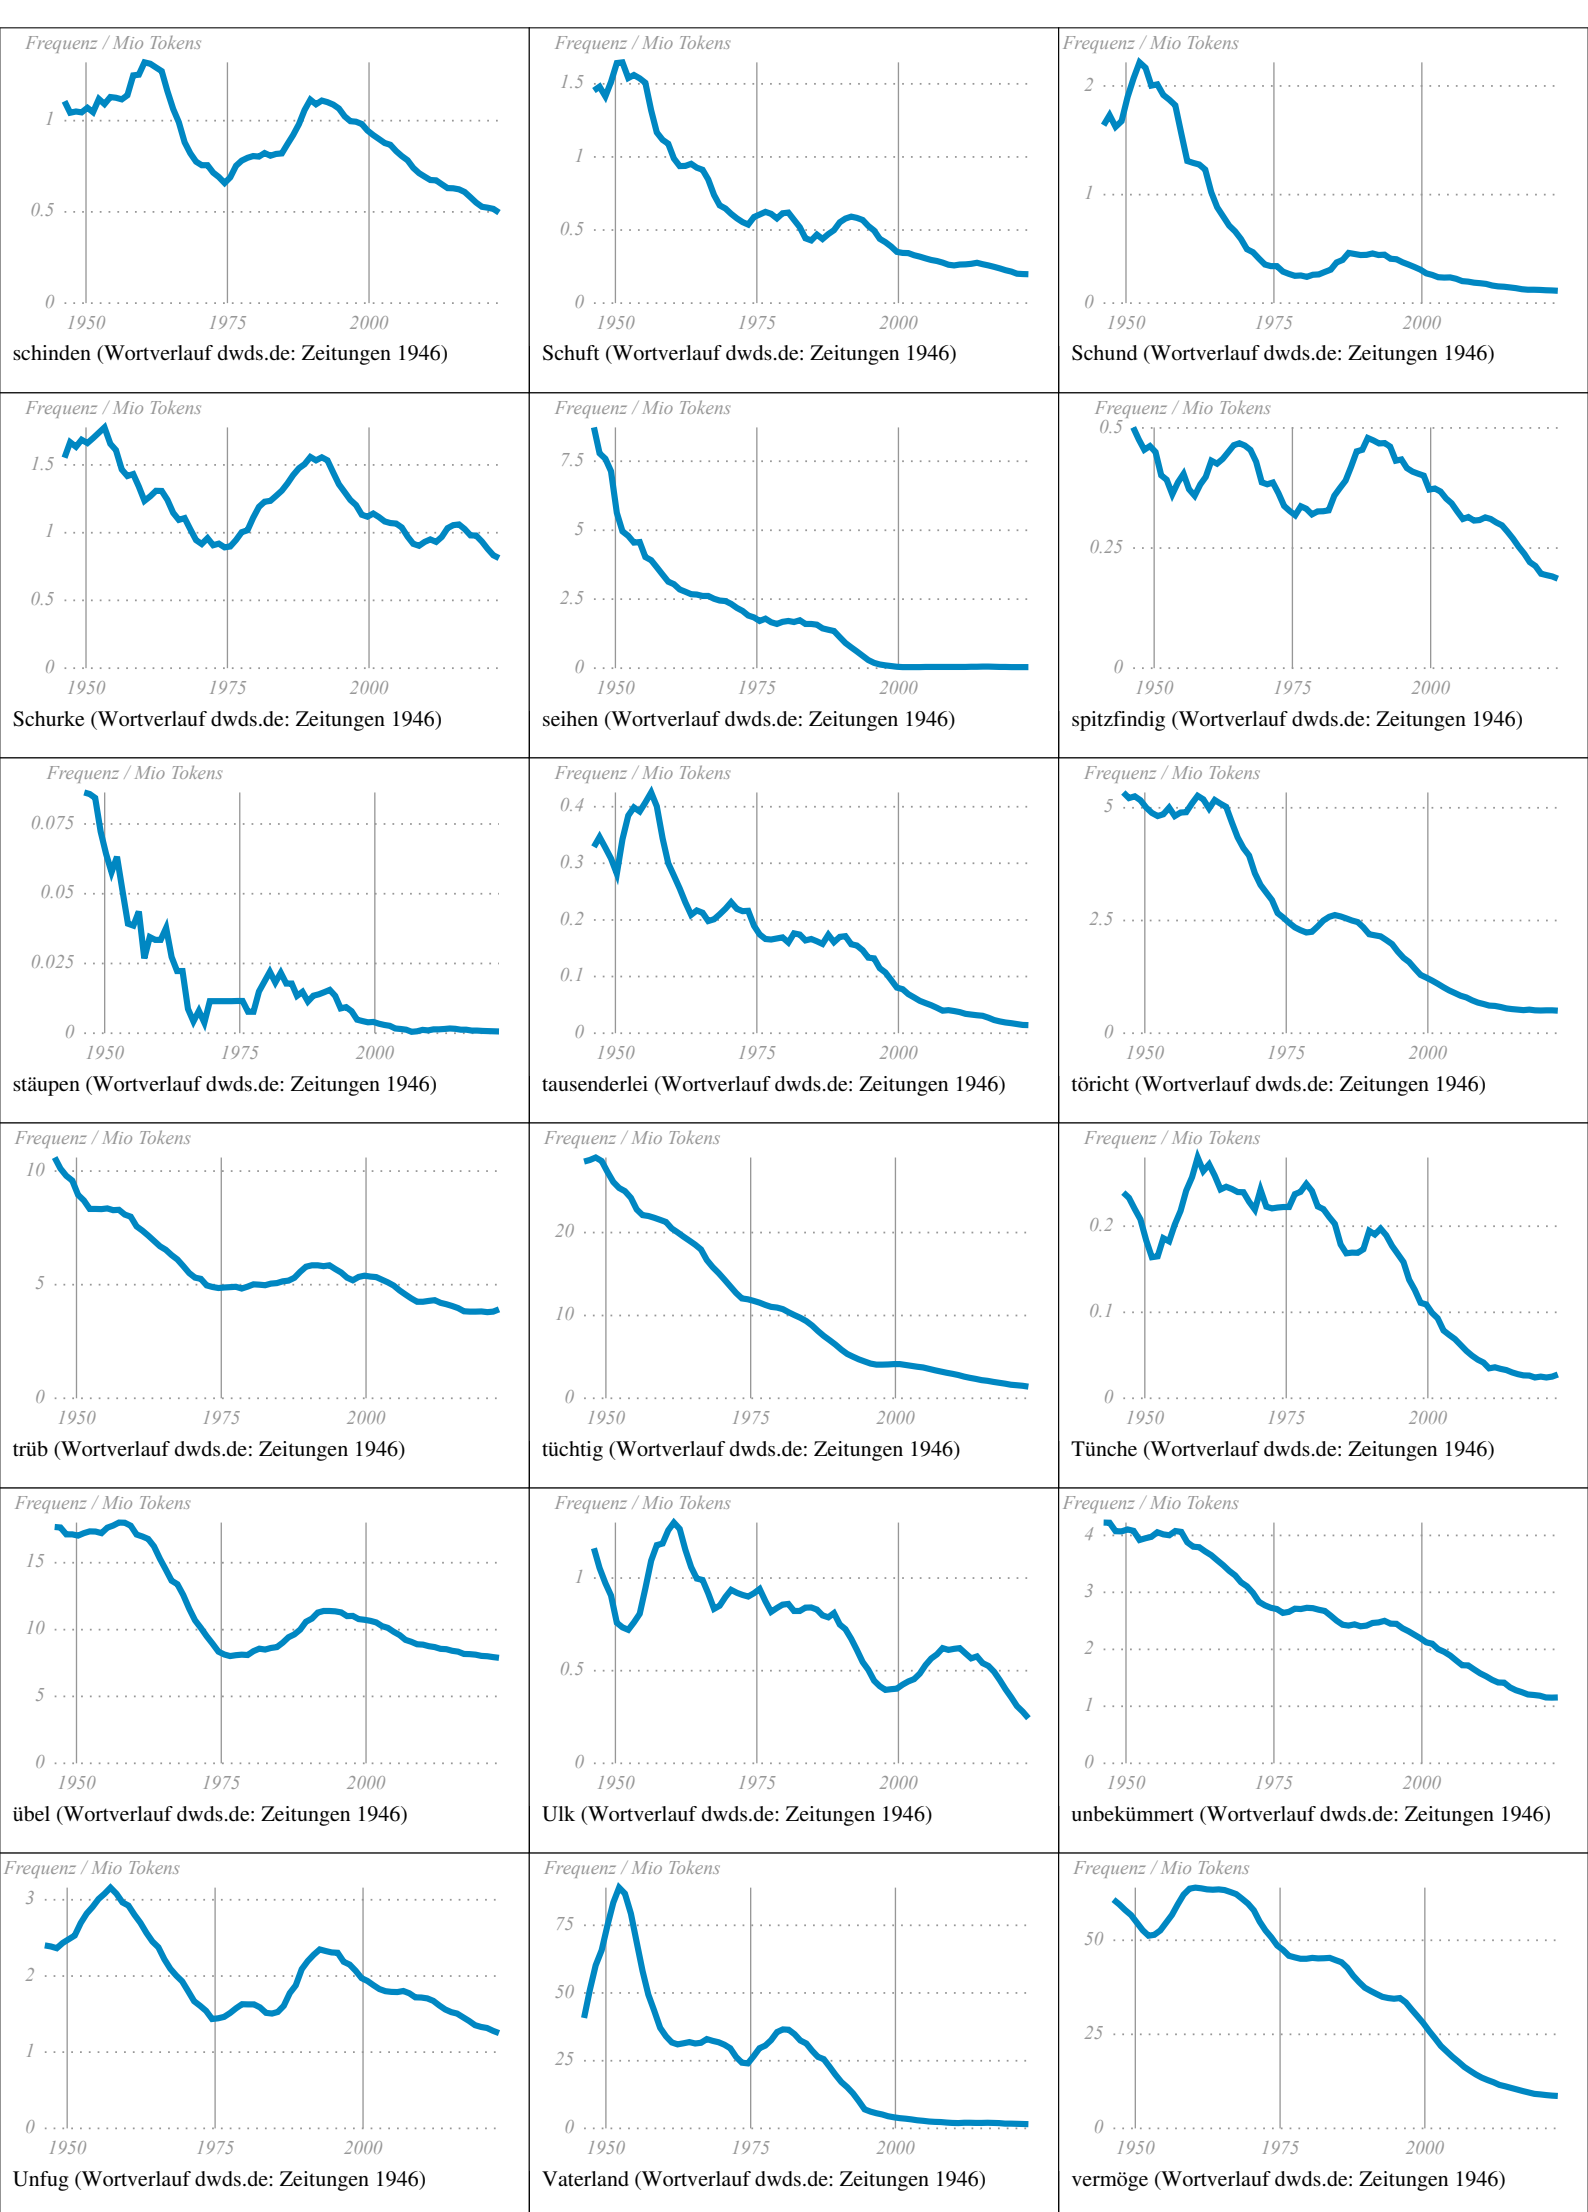 Frequenz / Mio Tokens
1
0.5
0
1950 1975 2000
schinden (Wortverlauf dwds.de: Zeitungen 1946)
Frequenz / Mio Tokens
1.5
1
0.5
0
1950 1975 2000
Schuft (Wortverlauf dwds.de: Zeitungen 1946)
Frequenz / Mio Tokens
2
1
0
1950 1975 2000
Schund (Wortverlauf dwds.de: Zeitungen 1946)
Frequenz / Mio Tokens
1.5
1
0.5
0
1950 1975 2000
Schurke (Wortverlauf dwds.de: Zeitungen 1946)
Frequenz / Mio Tokens
7.5
5
2.5
0
1950 1975 2000
seihen (Wortverlauf dwds.de: Zeitungen 1946)
Frequenz / Mio Tokens
0.5
0.25
0
1950 1975 2000
spitzfindig (Wortverlauf dwds.de: Zeitungen 1946)
Frequenz / Mio Tokens
0.075
0.05
0.025
0
1950 1975 2000
stäupen (Wortverlauf dwds.de: Zeitungen 1946)
Frequenz / Mio Tokens
0.4
0.3
0.2
0.1
0
1950 1975 2000
tausenderlei (Wortverlauf dwds.de: Zeitungen 1946)
Frequenz / Mio Tokens
5
2.5
0
1950 1975 2000
töricht (Wortverlauf dwds.de: Zeitungen 1946)
Frequenz / Mio Tokens
10
5
0
1950 1975 2000
trüb (Wortverlauf dwds.de: Zeitungen 1946)
Frequenz / Mio Tokens
20
10
0
1950 1975 2000
tüchtig (Wortverlauf dwds.de: Zeitungen 1946)
Frequenz / Mio Tokens
0.2
0.1
0
1950 1975 2000
Tünche (Wortverlauf dwds.de: Zeitungen 1946)
Frequenz / Mio Tokens
15
10
5
0
1950 1975 2000
übel (Wortverlauf dwds.de: Zeitungen 1946)
Frequenz / Mio Tokens
1
0.5
0
1950 1975 2000
Ulk (Wortverlauf dwds.de: Zeitungen 1946)
Frequenz / Mio Tokens
4
3
2
1
0
1950 1975 2000
unbekümmert (Wortverlauf dwds.de: Zeitungen 1946)
Frequenz / Mio Tokens
3
2
1
0
1950 1975 2000
Unfug (Wortverlauf dwds.de: Zeitungen 1946)
Frequenz / Mio Tokens
75
50
25
0
1950 1975 2000
Vaterland (Wortverlauf dwds.de: Zeitungen 1946)
Frequenz / Mio Tokens
50
25
0
1950 1975 2000
vermöge (Wortverlauf dwds.de: Zeitungen 1946)